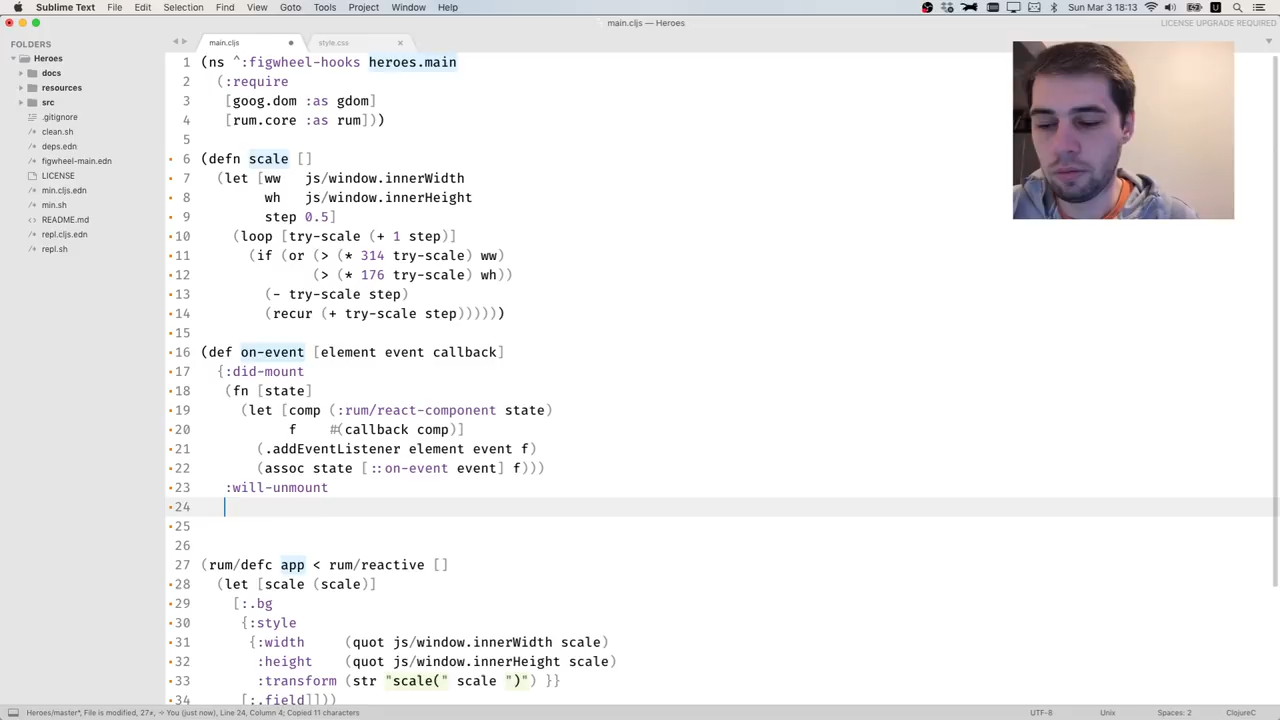 Sublime Text File Edit Selection Find View Goto Tools Project Window Help Sun Mar 3 18:13
main.cljs — Heroes LICENSE UPGRADE REQUIRED
FOLDERS
Heroes
docs
resources
src
.gitignore
clean.sh
deps.edn
figwheel-main.edn
LICENSE
min.cljs.edn
min.sh
README.md
repl.cljs.edn
repl.sh
main.cljs style.css
1 (ns ^:figwheel-hooks heroes.main
2 (:require
3 [goog.dom :as gdom]
4 [rum.core :as rum]))
5
6 (defn scale []
7 (let [ww js/window.innerWidth
8 wh js/window.innerHeight
9 step 0.5]
10 (loop [try-scale (+ 1 step)]
11 (if (or (> (* 314 try-scale) ww)
12 (> (* 176 try-scale) wh))
13 (- try-scale step)
14 (recur (+ try-scale step))))))
15
16 (def on-event [element event callback]
17 {:did-mount
18 (fn [state]
19 (let [comp (:rum/react-component state)
20 f #(callback comp)]
21 (.addEventListener element event f)
22 (assoc state [::on-event event] f)))
23 :will-unmount
24
25
26
27 (rum/defc app < rum/reactive []
28 (let [scale (scale)]
29 [:.bg
30 {:style
31 {:width (quot js/window.innerWidth scale)
32 :height (quot js/window.innerHeight scale)
33 :transform (str "scale(" scale ")") }}
34 [:.field]]))
Heroes/master*, File is modified, 27≠, ⊹ You (just now), Line 24, Column 4; Copied 11 characters UTF-8 Unix Spaces: 2 ClojureC